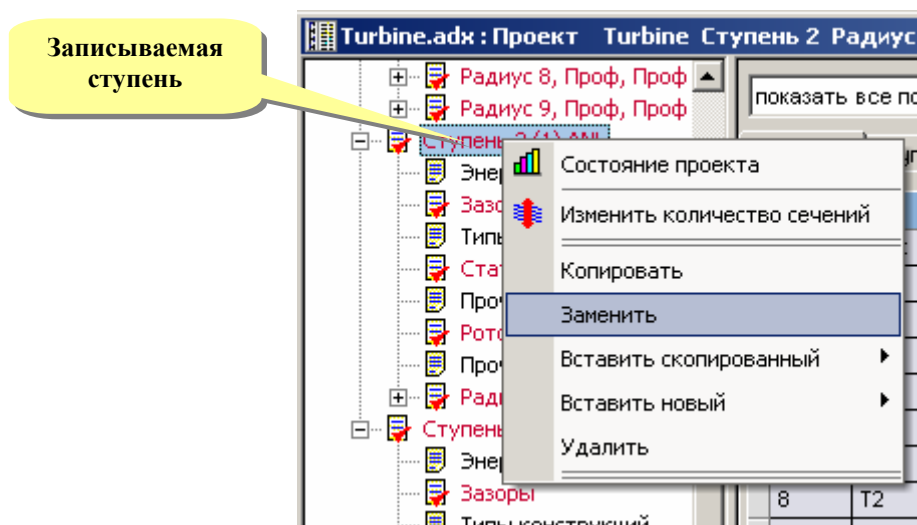 Записываемая
ступень
Turbine.adx : Проект Turbine Ступень 2 Радиус
Радиус 8, Проф, Проф
Радиус 9, Проф, Проф
показать все по
Состояние проекта
Изменить количество сечений
Копировать
Заменить
Вставить скопированный
Вставить новый
Удалить
Зазоры
8 T2